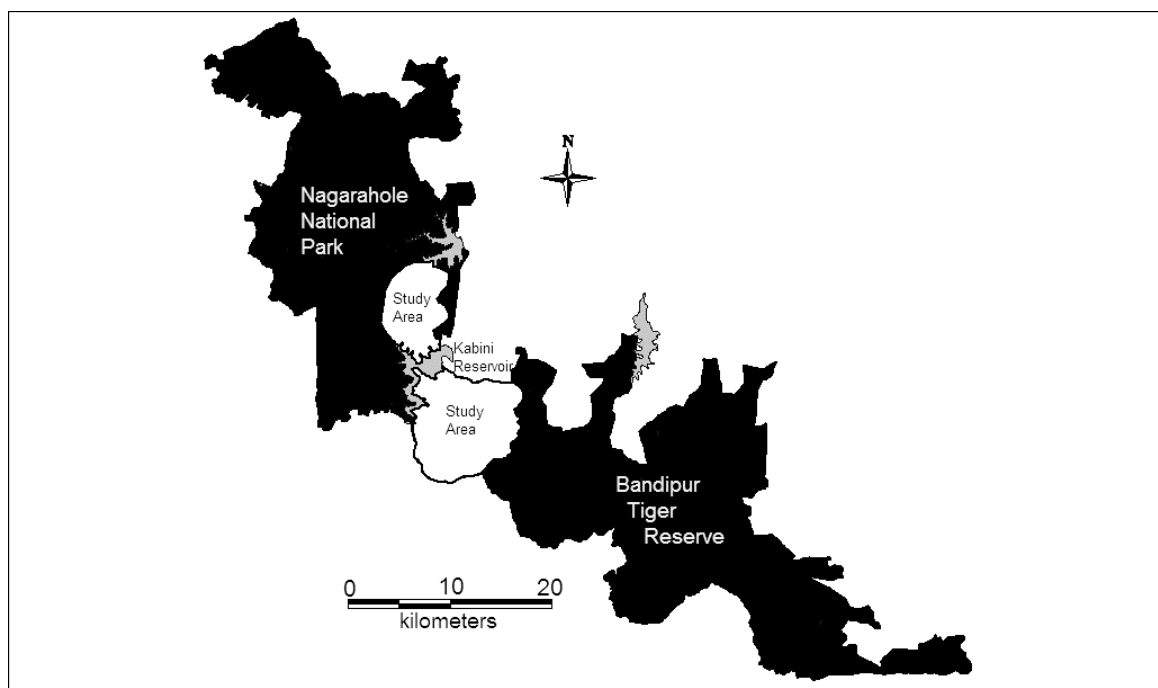 N
Nagarahole
National
Park
Study
Area
Kabini
Reservoir
Study
Area
Bandipur
Tiger
Reserve
0 10 20
kilometers